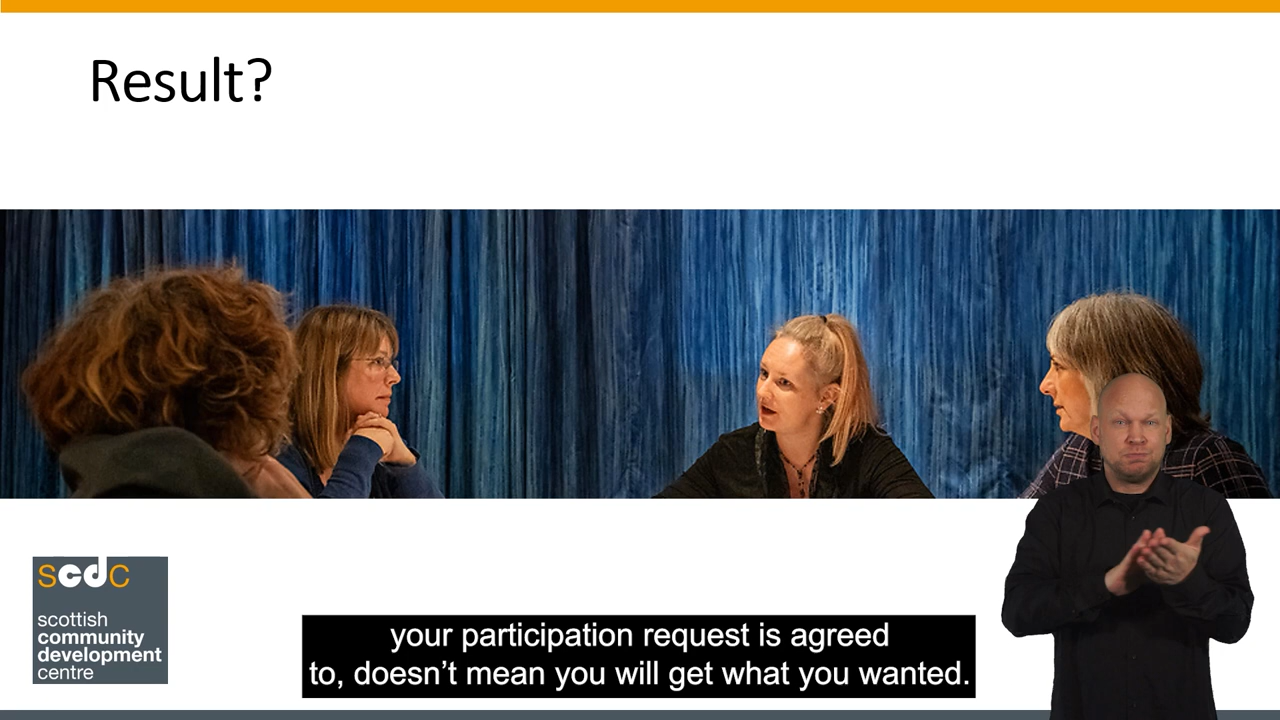 Result?
scdc
scottish
community
development
centre
your participation request is agreed
to, doesn’t mean you will get what you wanted.